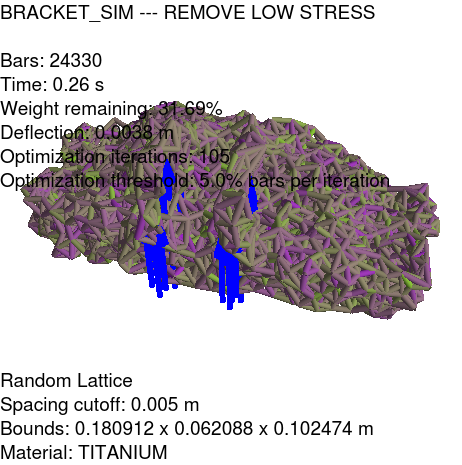 BRACKET_SIM --- REMOVE LOW STRESS
Bars: 24330
Time: 0.26 s
Weight remaining: 31.69%
Deflection: 0.0038 m
Optimization iterations: 105
Optimization threshold: 5.0% bars per iteration
Random Lattice
Spacing cutoff: 0.005 m
Bounds: 0.180912 x 0.062088 x 0.102474 m
Material: TITANIUM